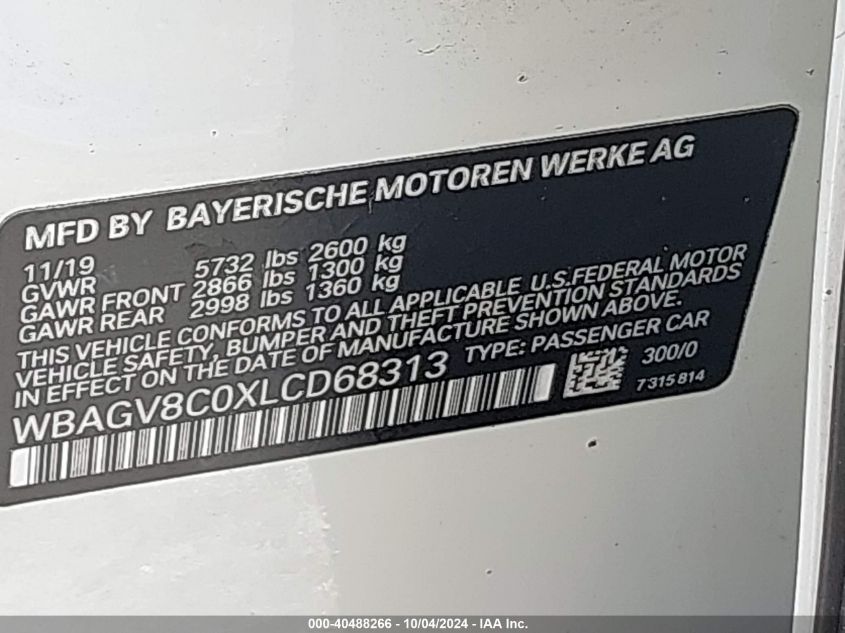 MFD BY BAYERISCHE MOTOREN WERKE AG
11/19
GVWR 5732 lbs 2600 kg
GAWR FRONT 2866 lbs 1300 kg
GAWR REAR 2998 lbs 1360 kg
THIS VEHICLE CONFORMS TO ALL APPLICABLE U.S.FEDERAL MOTOR
VEHICLE SAFETY, BUMPER AND THEFT PREVENTION STANDARDS
IN EFFECT ON THE DATE OF MANUFACTURE SHOWN ABOVE.
WBAGV8C0XLCD68313 TYPE: PASSENGER CAR
300/0
7315814
000-40488266 - 10/04/2024 - IAA Inc.